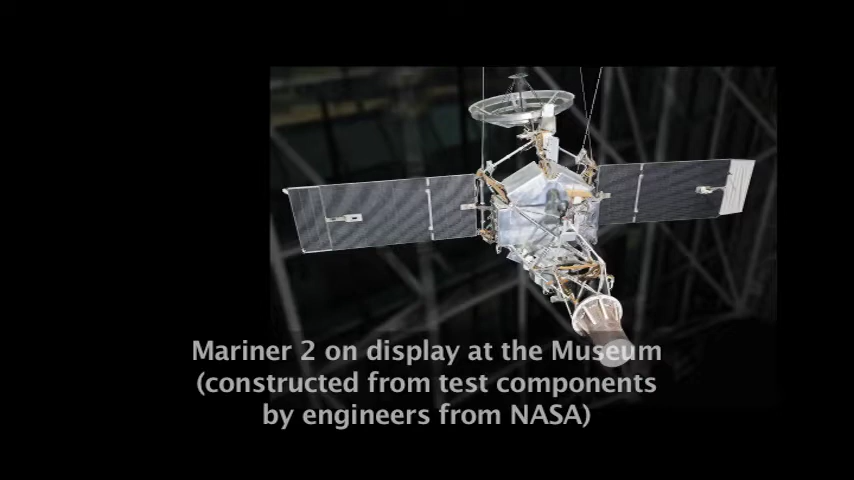 Mariner 2 on display at the Museum
(constructed from test components
by engineers from NASA)